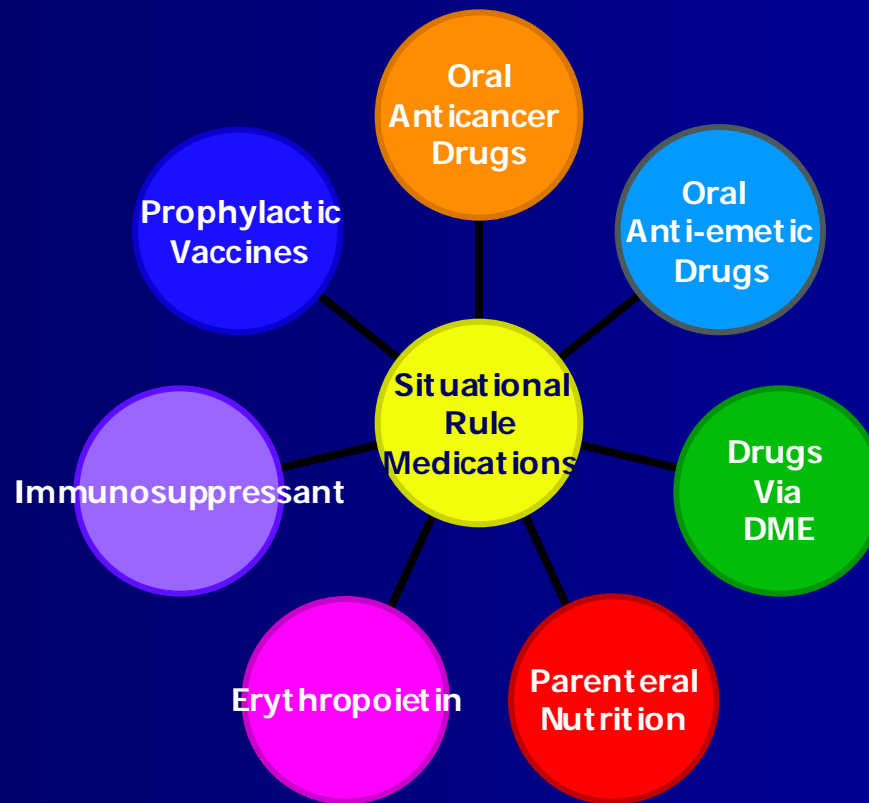 Oral
Anticancer
Drugs
Oral
Anti-emetic
Drugs
Prophylactic
Vaccines
Situational
Rule
Medications
Drugs
Via
DME
Immunosuppressant
Erythropoietin
Parenteral
Nutrition